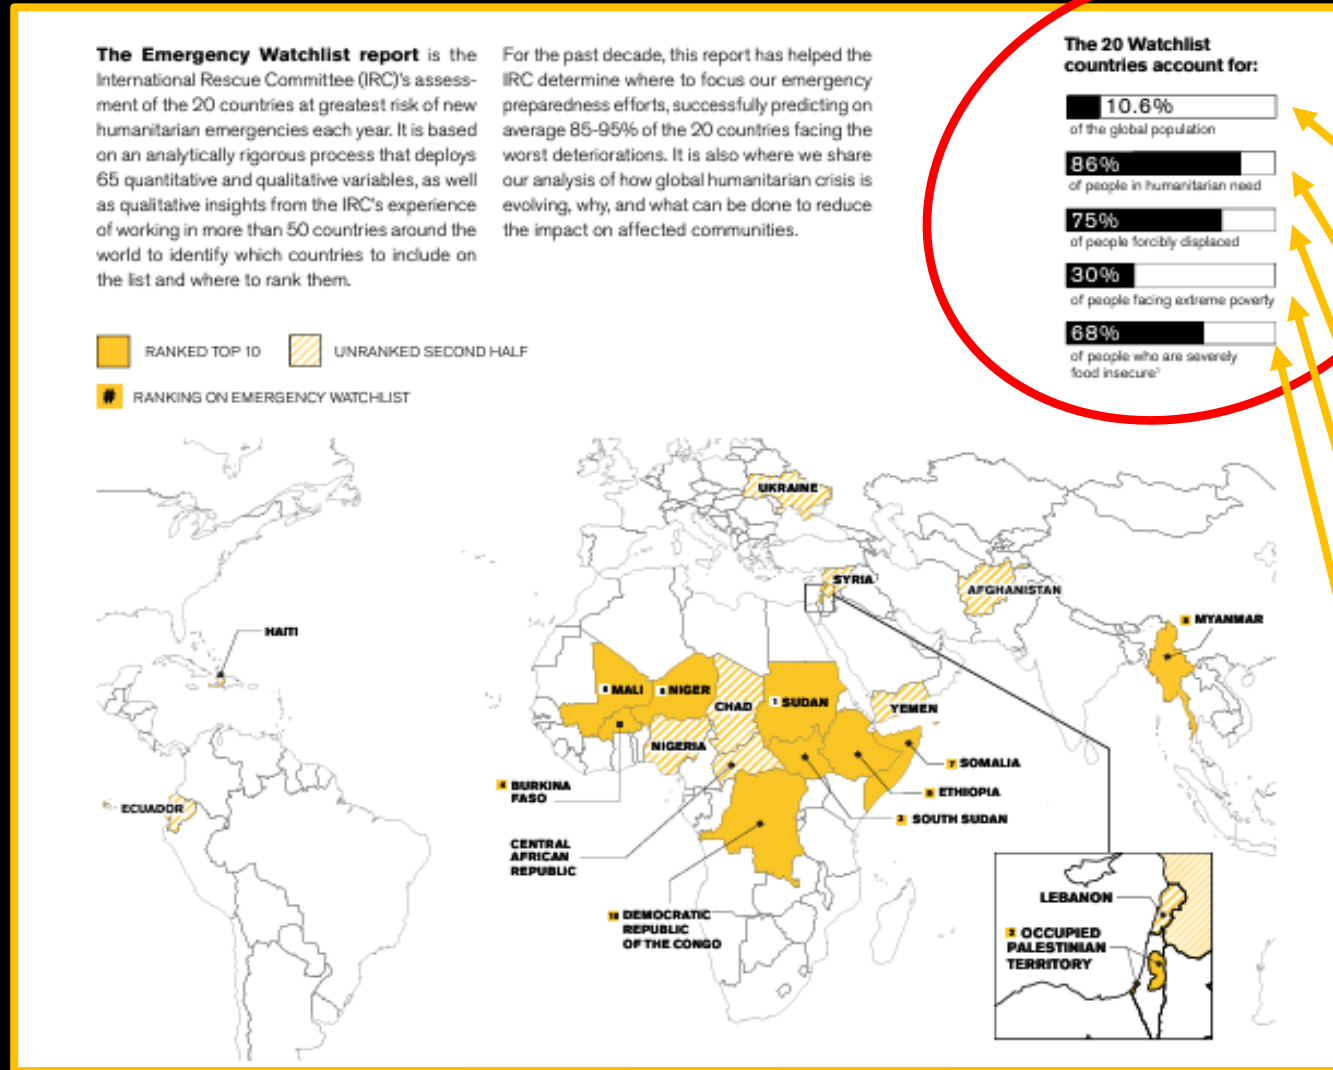 The Emergency Watchlist report is the
International Rescue Committee (IRC)'s assess-
ment of the 20 countries at greatest risk of new
humanitarian emergencies each year. It is based
on an analytically rigorous process that deploys
65 quantitative and qualitative variables, as well
as qualitative insights from the IRC's experience
of working in more than 50 countries around the
world to identify which countries to include on
the list and where to rank them.
For the past decade, this report has helped the
IRC determine where to focus our emergency
preparedness efforts, successfully predicting on
average 85-95% of the 20 countries facing the
worst deteriorations. It is also where we share
our analysis of how global humanitarian crisis is
evolving, why, and what can be done to reduce
the impact on affected communities.
The 20 Watchlist
countries account for:
10.6%
of the global population
86%
of people in humanitarian need
75%
of people forcibly displaced
30%
of people facing extreme poverty
68%
of people who are severely
food insecure
RANKED TOP 10
UNRANKED SECOND HALF
# RANKING ON EMERGENCY WATCHLIST
UKRAINE
SYRIA
AFGHANISTAN
MYANMAR
HAITI
MALI
NIGER
CHAD
1 SUDAN
YEMEN
NIGERIA
7 SOMALIA
BURKINA
FASO
ETHIOPIA
ECUADOR
SOUTH SUDAN
CENTRAL
AFRICAN
REPUBLIC
10 DEMOCRATIC
REPUBLIC
OF THE CONGO
LEBANON
OCCUPIED
PALESTINIAN
TERRITORY